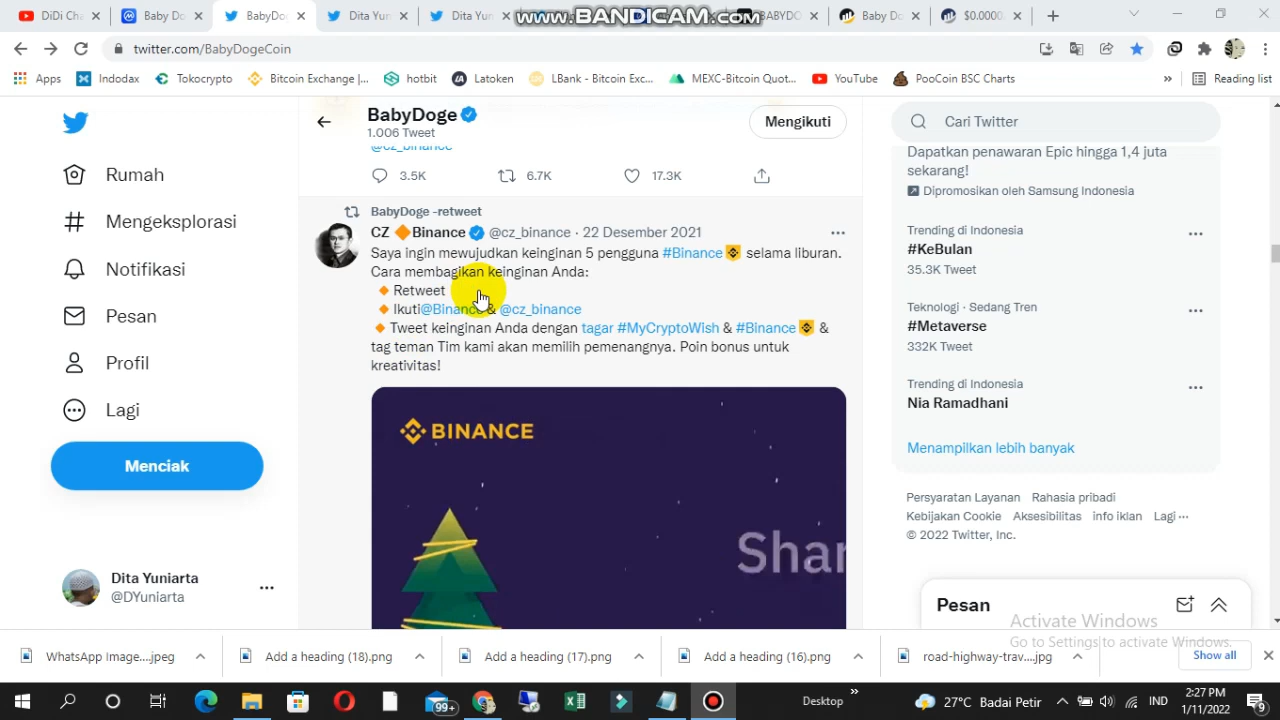 DiDi Ch
Baby Do
BabyDog
Dita Yun
Dita Yun
www.BANDICAM.com
BABYDO
Baby Do
$0.0000
twitter.com/BabyDogeCoin
Apps
Indodax
Tokocrypto
Bitcoin Exchange |...
hotbit
Latoken
LBank - Bitcoin Exc...
MEXC-Bitcoin Quot...
YouTube
PooCoin BSC Charts
»
Reading list
Rumah
Mengeksplorasi
Notifikasi
Pesan
Profil
Lagi
Menciak
Dita Yuniarta
@DYuniarta
BabyDoge
1.006 Tweet
Mengikuti
@cz_binance
3.5K 6.7K 17.3K
BabyDoge -retweet
CZ 🔶Binance @cz_binance · 22 Desember 2021
Saya ingin mewujudkan keinginan 5 pengguna #Binance selama liburan.
Cara membagikan keinginan Anda:
🔸Retweet
🔸Ikuti@Binance & @cz_binance
🔸Tweet keinginan Anda dengan tagar #MyCryptoWish & #Binance &
tag teman Tim kami akan memilih pemenangnya. Poin bonus untuk
kreativitas!
BINANCE
Shar
Cari Twitter
Dapatkan penawaran Epic hingga 1,4 juta
sekarang!
Dipromosikan oleh Samsung Indonesia
Trending di Indonesia
#KeBulan
35.3K Tweet
Teknologi · Sedang Tren
#Metaverse
332K Tweet
Trending di Indonesia
Nia Ramadhani
Menampilkan lebih banyak
Persyaratan Layanan Rahasia pribadi
Kebijakan Cookie Aksesibilitas info iklan Lagi ···
© 2022 Twitter, Inc.
Pesan
Activate Windows
Go to Settings to activate Windows.
WhatsApp Image....jpeg
Add a heading (18).png
Add a heading (17).png
Add a heading (16).png
road-highway-trav....jpg
Show all
99+
Desktop
»
27°C Badai Petir
IND
2:27 PM
1/11/2022
9